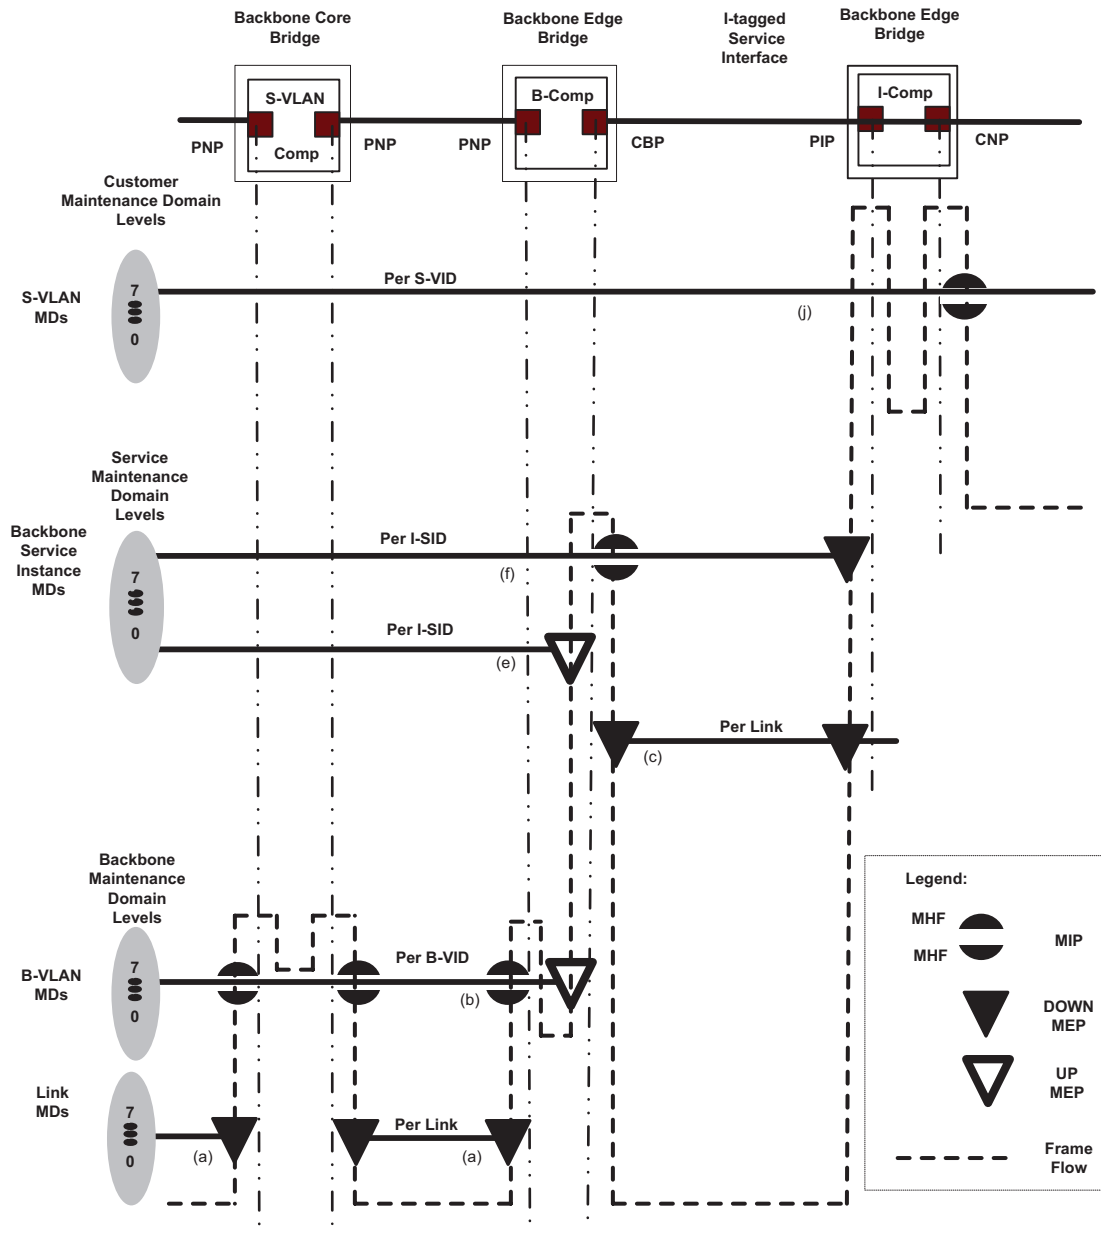 Backbone Core
Bridge
Backbone Edge
Bridge
I-tagged
Service
Interface
Backbone Edge
Bridge
S-VLAN
Comp
B-Comp
I-Comp
PNP
PNP
PNP
CBP
PIP
CNP
Customer
Maintenance Domain
Levels
S-VLAN
MDs
7
0
Per S-VID
(j)
Service
Maintenance
Domain
Levels
Backbone
Service
Instance
MDs
7
0
Per I-SID
(f)
Per I-SID
(e)
Per Link
(c)
Backbone
Maintenance
Domain
Levels
B-VLAN
MDs
7
0
Per B-VID
(b)
Link
MDs
7
0
(a)
Per Link
(a)
Legend:
MHF
MHF
MIP
DOWN
MEP
UP
MEP
Frame
Flow